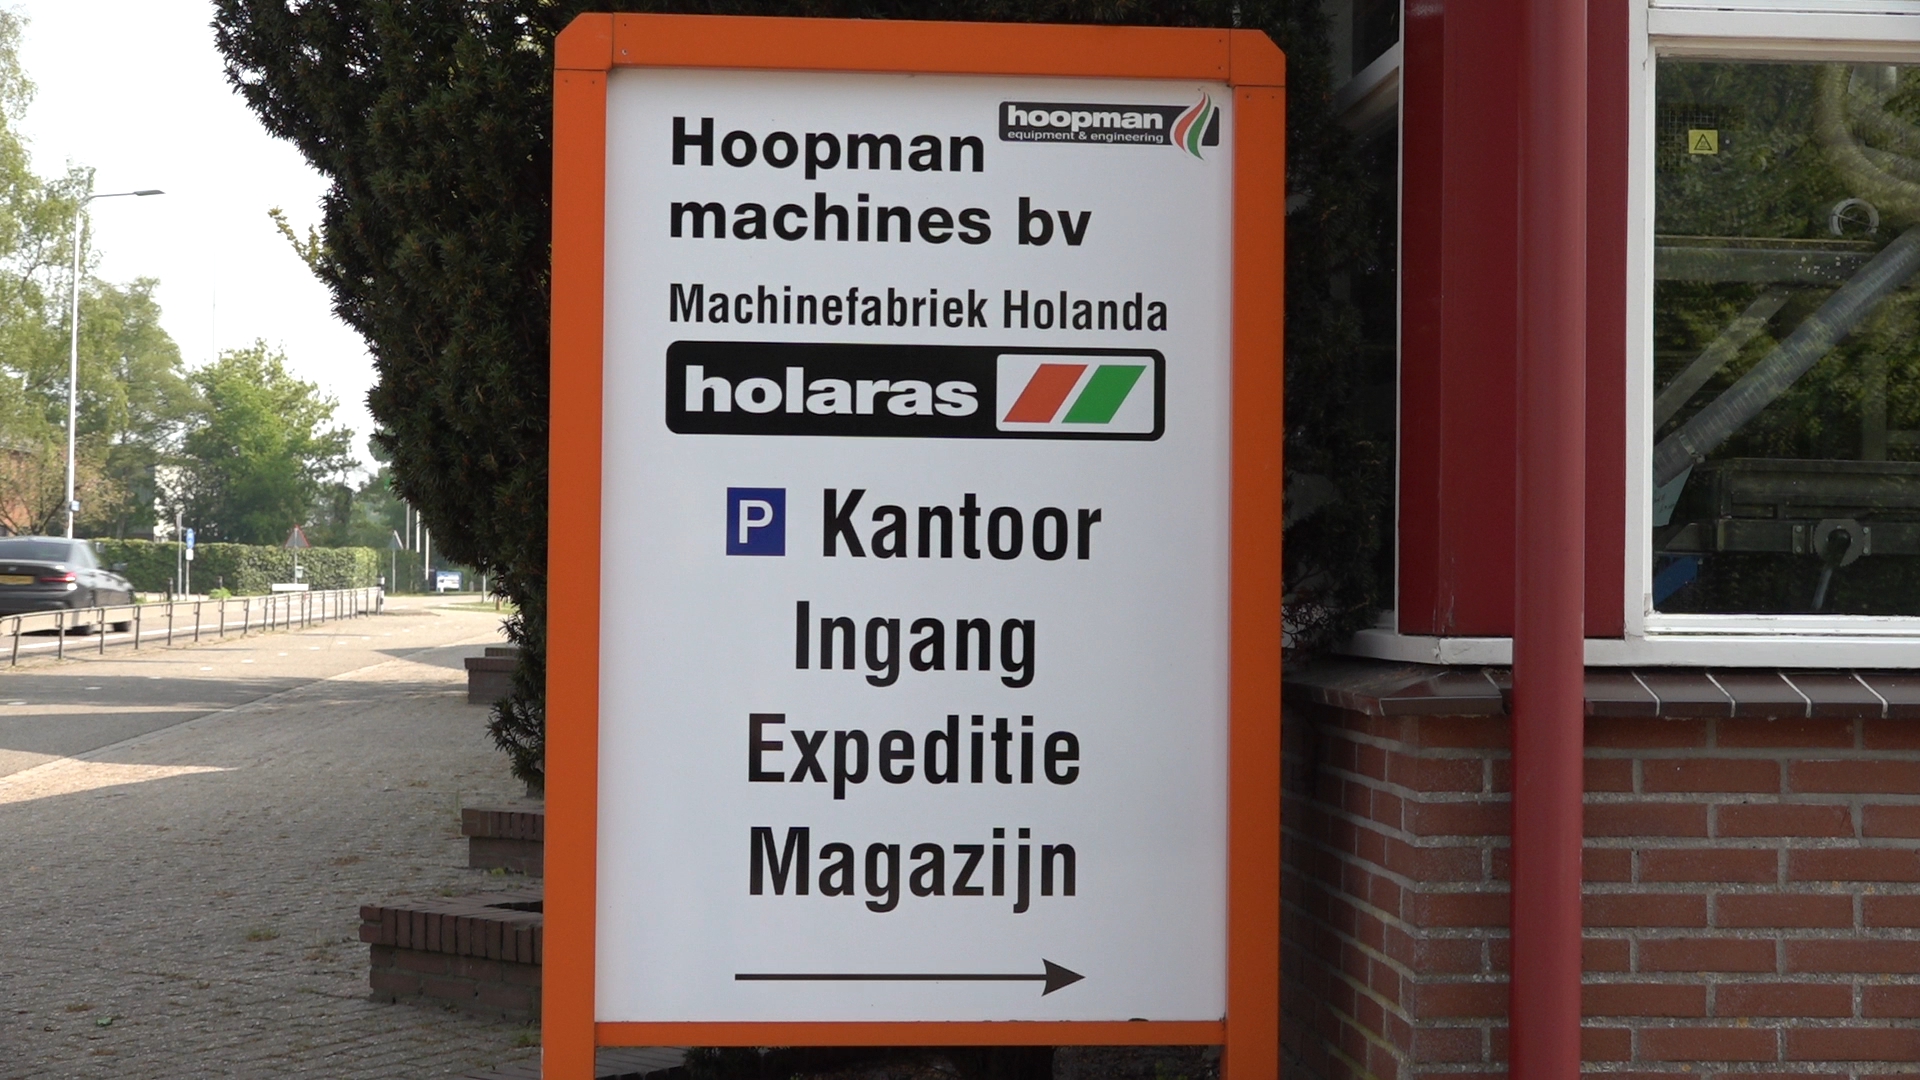 Hoopman
hoopman
equipment & engineering
machines bv
Machinefabriek Holanda
holaras
P Kantoor
Ingang
Expeditie
Magazijn